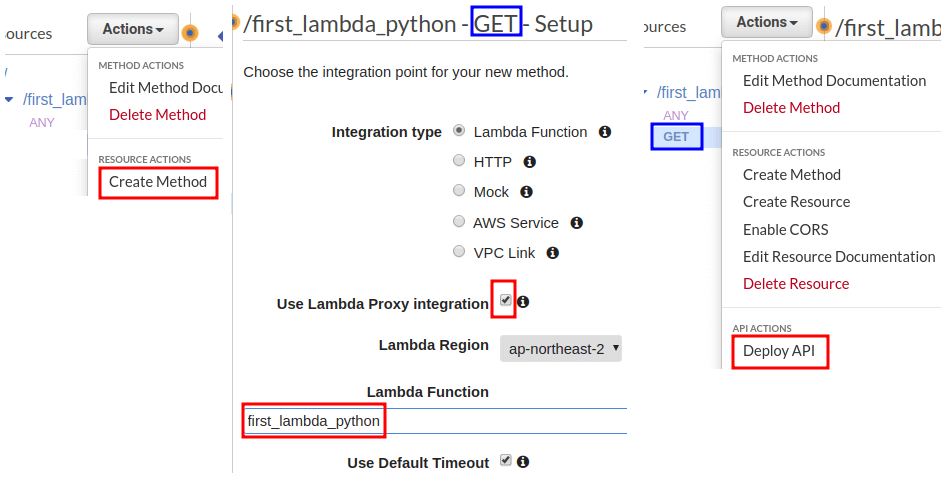 ources
Actions
METHOD ACTIONS
Edit Method Docu
/first_lamb
Delete Method
ANY
RESOURCE ACTIONS
Create Method
/first_lambda_python - GET - Setup
Choose the integration point for your new method.
Integration type
Lambda Function
HTTP
Mock
AWS Service
VPC Link
Use Lambda Proxy integration
Lambda Region ap-northeast-2
Lambda Function
first_lambda_python
Use Default Timeout
sources
Actions
/first_lamb
METHOD ACTIONS
Edit Method Documentation
/first_lam
Delete Method
ANY
GET
RESOURCE ACTIONS
Create Method
Create Resource
Enable CORS
Edit Resource Documentation
Delete Resource
API ACTIONS
Deploy API